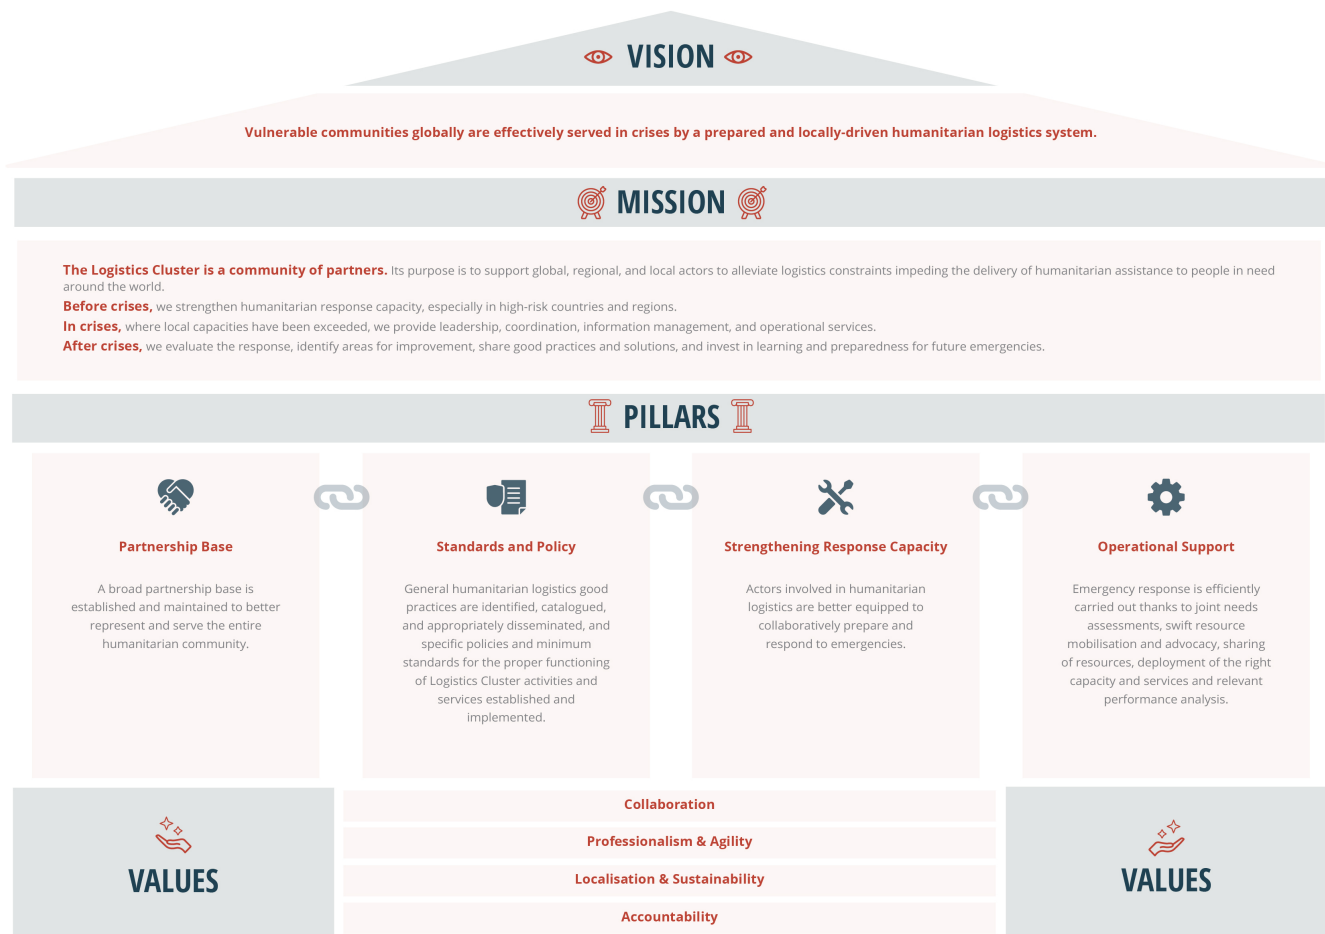 VISION
Vulnerable communities globally are effectively served in crises by a prepared and locally-driven humanitarian logistics system.
MISSION
The Logistics Cluster is a community of partners. Its purpose is to support global, regional, and local actors to alleviate logistics constraints impeding the delivery of humanitarian assistance to people in need
around the world.
Before crises, we strengthen humanitarian response capacity, especially in high-risk countries and regions.
In crises, where local capacities have been exceeded, we provide leadership, coordination, information management, and operational services.
After crises, we evaluate the response, identify areas for improvement, share good practices and solutions, and invest in learning and preparedness for future emergencies.
PILLARS
Partnership Base
A broad partnership base is
established and maintained to better
represent and serve the entire
humanitarian community.
Standards and Policy
General humanitarian logistics good
practices are identified, catalogued,
and appropriately disseminated, and
specific policies and minimum
standards for the proper functioning
of Logistics Cluster activities and
services established and
implemented.
Strengthening Response Capacity
Actors involved in humanitarian
logistics are better equipped to
collaboratively prepare and
respond to emergencies.
Operational Support
Emergency response is efficiently
carried out thanks to joint needs
assessments, swift resource
mobilisation and advocacy, sharing
of resources, deployment of the right
capacity and services and relevant
performance analysis.
VALUES
Collaboration
Professionalism & Agility
Localisation & Sustainability
Accountability
VALUES